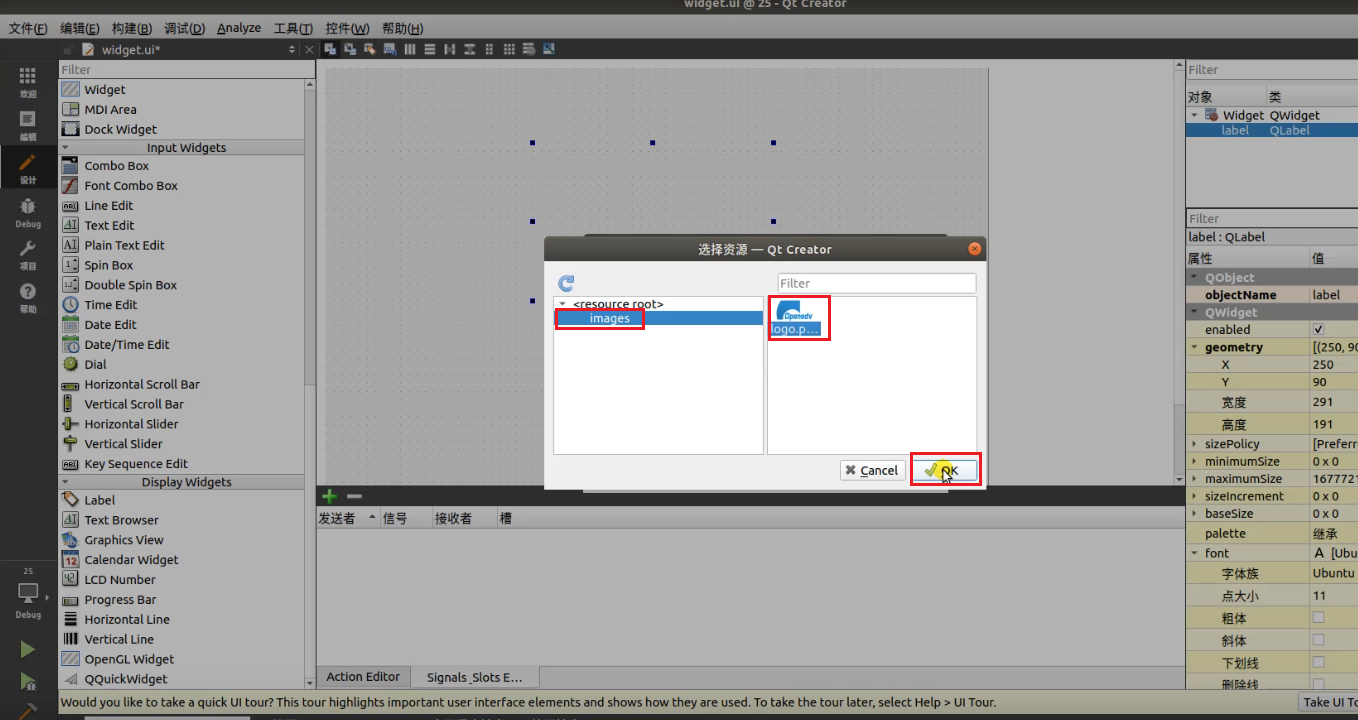 widget.ui @ 25 - Qt Creator
文件(F) 编辑(E) 构建(B) 调试(D) Analyze 工具(T) 控件(W) 帮助(H)
widget.ui*
Filter
欢迎
编辑
设计
Debug
项目
帮助
25
Debug
Widget
MDI Area
Dock Widget
Input Widgets
Combo Box
Font Combo Box
Line Edit
Text Edit
Plain Text Edit
Spin Box
Double Spin Box
Time Edit
Date Edit
Date/Time Edit
Dial
Horizontal Scroll Bar
Vertical Scroll Bar
Horizontal Slider
Vertical Slider
Key Sequence Edit
Display Widgets
Label
Text Browser
Graphics View
Calendar Widget
LCD Number
Progress Bar
Horizontal Line
Vertical Line
OpenGL Widget
QQuickWidget
选择资源 — Qt Creator
Filter
<resource root>
images
Openedv
logo.p...
Cancel
OK
发送者 信号 接收者 槽
Action Editor Signals_Slots E...
Filter
对象 类
Widget QWidget
label QLabel
Filter
label : QLabel
属性 值
QObject
objectName label
QWidget
enabled
geometry [(250, 90
X 250
Y 90
宽度 291
高度 191
sizePolicy [Preferr
minimumSize 0 x 0
maximumSize 1677721
sizeIncrement 0 x 0
baseSize 0 x 0
palette 继承
font A [Ubu
字体族 Ubuntu
点大小 11
粗体
斜体
下划线
删除线
Would you like to take a quick UI tour? This tour highlights important user interface elements and shows how they are used. To take the tour later, select Help > UI Tour.
Take UI To